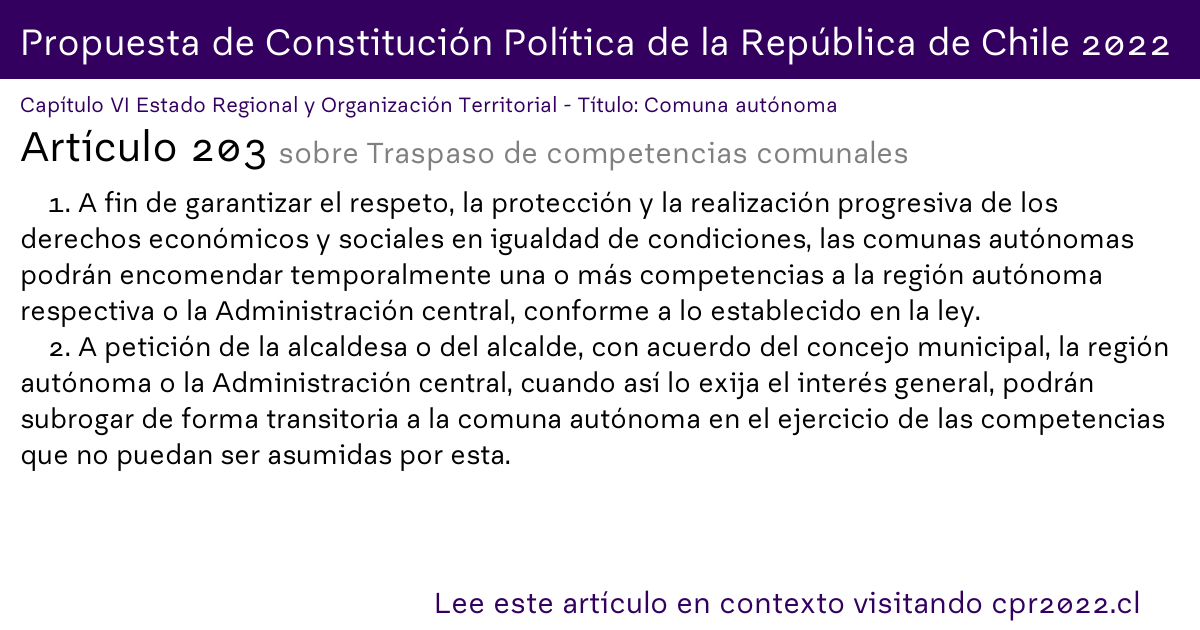 Propuesta de Constitución Política de la República de Chile 2022
Capítulo VI Estado Regional y Organización Territorial - Título: Comuna autónoma
Artículo 203 sobre Traspaso de competencias comunales
1. A fin de garantizar el respeto, la protección y la realización progresiva de los
derechos económicos y sociales en igualdad de condiciones, las comunas autónomas
podrán encomendar temporalmente una o más competencias a la región autónoma
respectiva o la Administración central, conforme a lo establecido en la ley.
2. A petición de la alcaldesa o del alcalde, con acuerdo del concejo municipal, la región
autónoma o la Administración central, cuando así lo exija el interés general, podrán
subrogar de forma transitoria a la comuna autónoma en el ejercicio de las competencias
que no puedan ser asumidas por esta.
Lee este artículo en contexto visitando cpr2022.cl